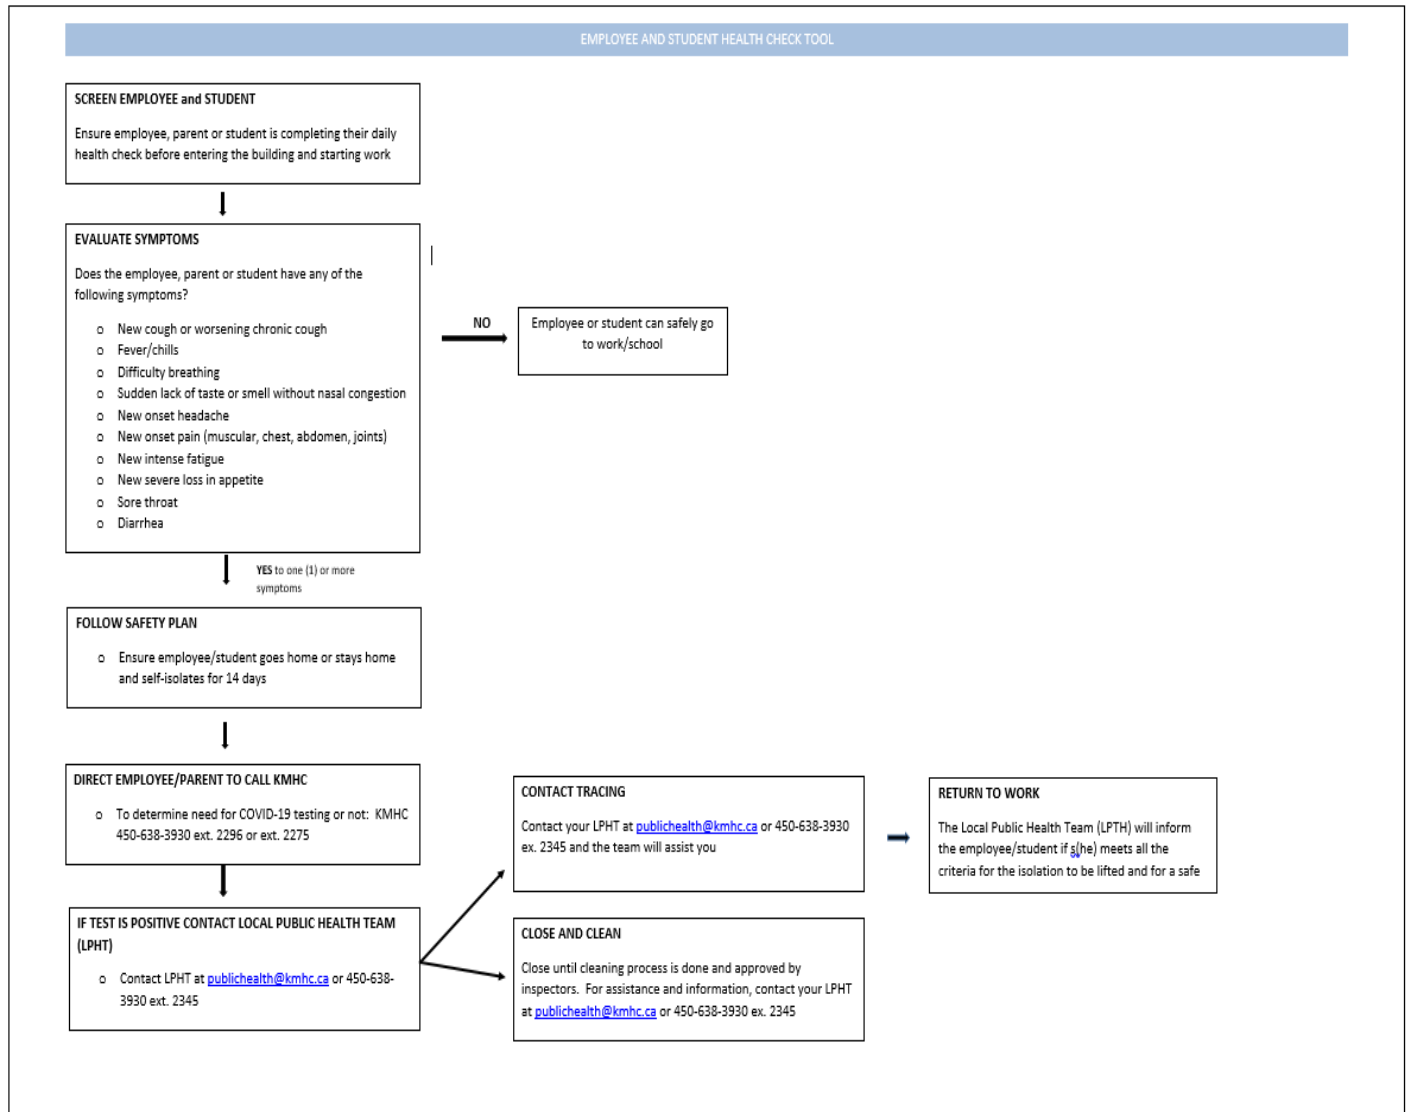 EMPLOYEE AND STUDENT HEALTH CHECK TOOL
SCREEN EMPLOYEE and STUDENT
Ensure employee, parent or student is completing their daily
health check before entering the building and starting work
EVALUATE SYMPTOMS
Does the employee, parent or student have any of the
following symptoms?
o New cough or worsening chronic cough
o Fever/chills
o Difficulty breathing
o Sudden lack of taste or smell without nasal congestion
o New onset headache
o New onset pain (muscular, chest, abdomen, joints)
o New intense fatigue
o New severe loss in appetite
o Sore throat
o Diarrhea
NO
Employee or student can safely go
to work/school
YES to one (1) or more
symptoms
FOLLOW SAFETY PLAN
o Ensure employee/student goes home or stays home
and self-isolates for 14 days
DIRECT EMPLOYEE/PARENT TO CALL KMHC
o To determine need for COVID-19 testing or not: KMHC
450-638-3930 ext. 2296 or ext. 2275
IF TEST IS POSITIVE CONTACT LOCAL PUBLIC HEALTH TEAM
(LPHT)
o Contact LPHT at publichealth@kmhc.ca or 450-638-
3930 ext. 2345
CONTACT TRACING
Contact your LPHT at publichealth@kmhc.ca or 450-638-3930
ex. 2345 and the team will assist you
CLOSE AND CLEAN
Close until cleaning process is done and approved by
inspectors. For assistance and information, contact your LPHT
at publichealth@kmhc.ca or 450-638-3930 ex. 2345
RETURN TO WORK
The Local Public Health Team (LPTH) will inform
the employee/student if s(he) meets all the
criteria for the isolation to be lifted and for a safe